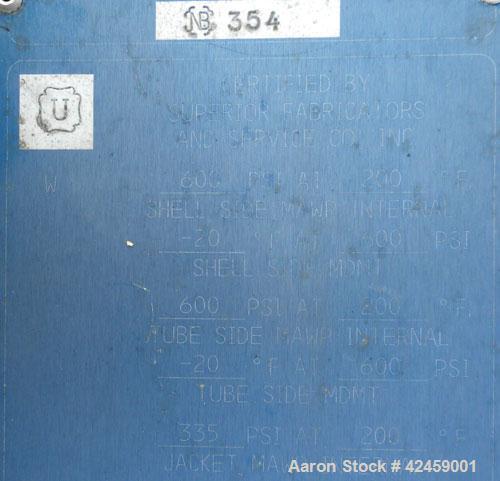 NB 354
U
CERTIFIED BY
SUPERIOR FABRICATORS
AND SERVICE CO. INC
W 600 PSI AT 200 °F.
SHELL SIDE MAWP INTERNAL
-20 °F AT 600 PSI
SHELL SIDE MDMT
600 PSI AT 200 °F.
TUBE SIDE MAWP INTERNAL
-20 °F AT 600 PSI
TUBE SIDE MDMT
335 PSI AT 200 °F.
JACKET MAWP INTERNAL
Aaron Stock # 42459001